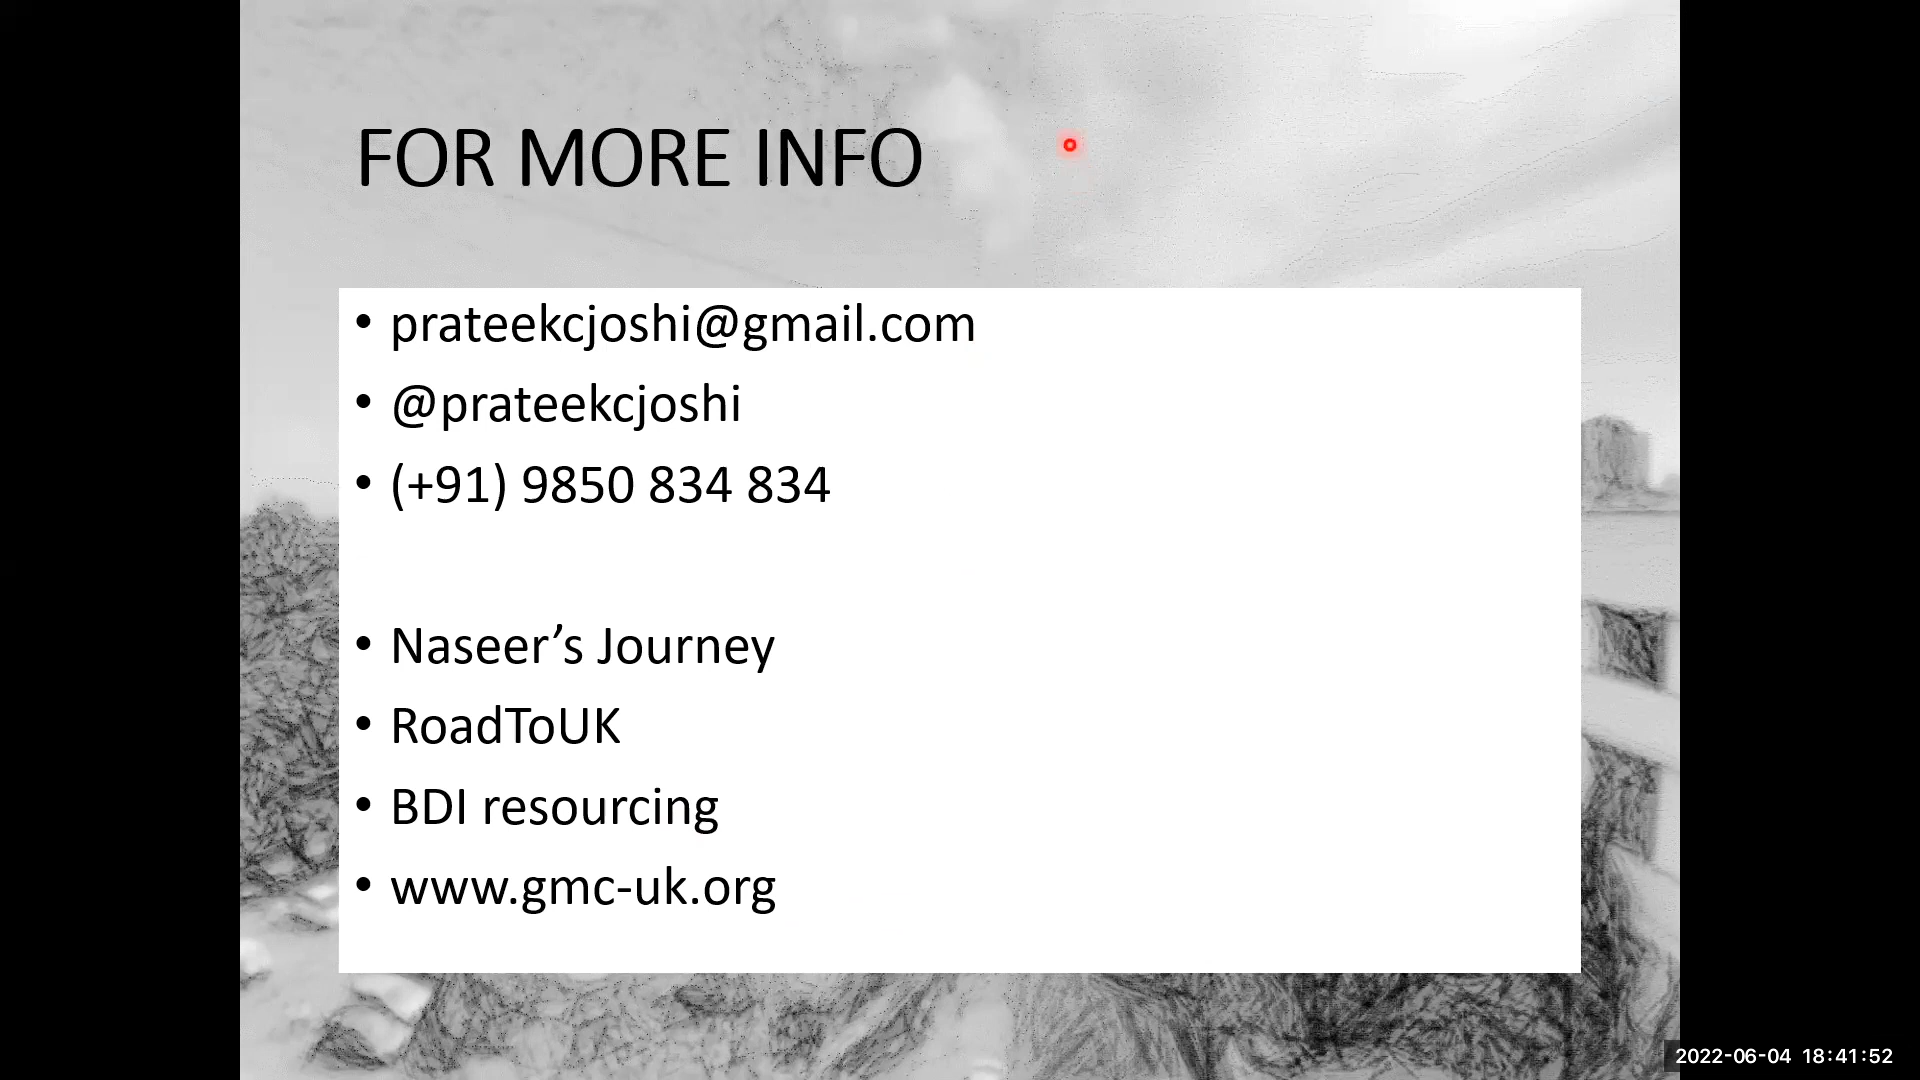 FOR MORE INFO
• prateekcjoshi@gmail.com
• @prateekcjoshi
• (+91) 9850 834 834
• Naseer’s Journey
• RoadToUK
• BDI resourcing
• www.gmc-uk.org
2022-06-04 18:41:52